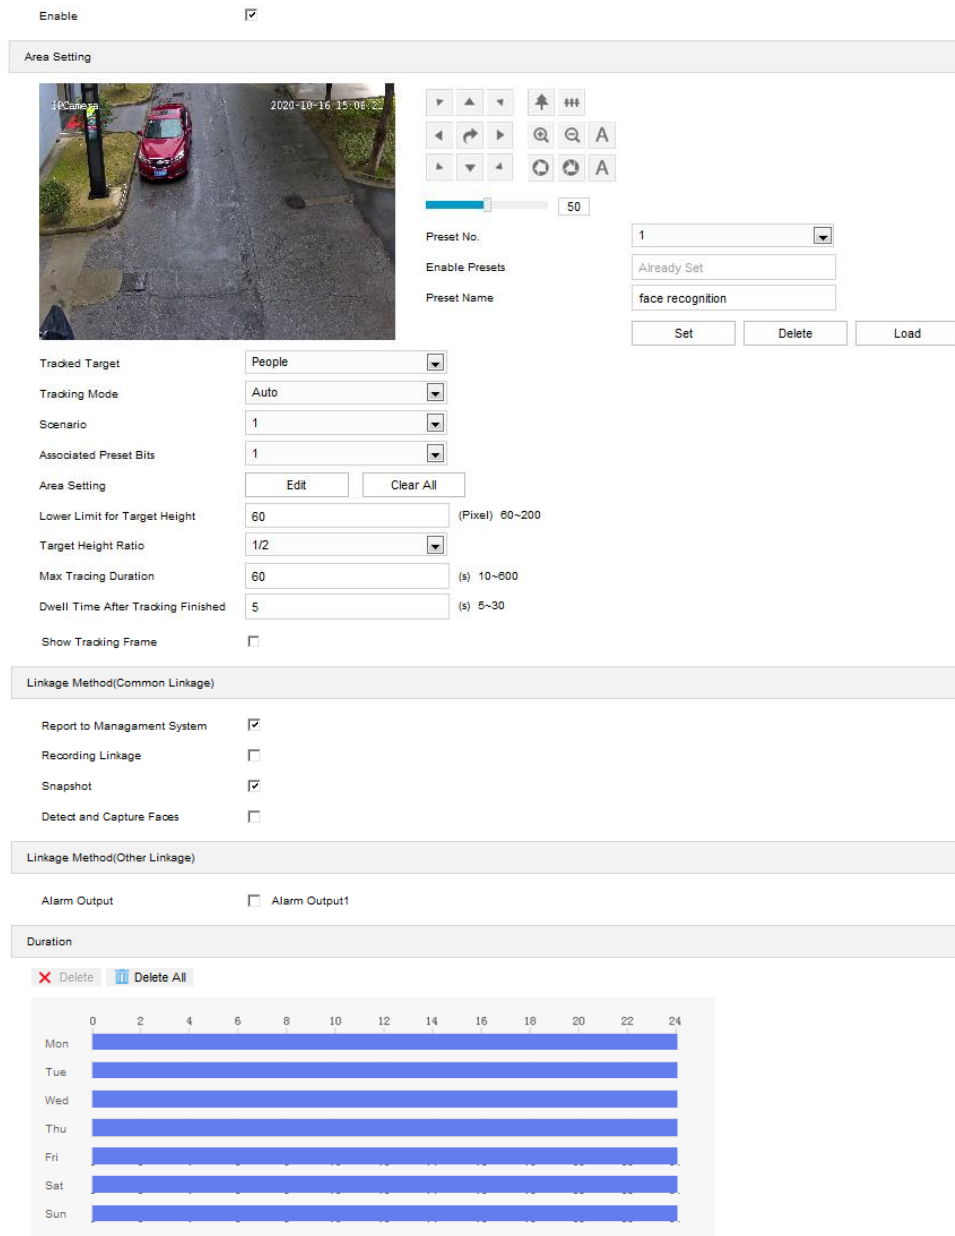 Enable
Area Setting
IPCamera 2020-10-16 15:06:2
A
A
50
Preset No. 1
Enable Presets Already Set
Preset Name face recognition
Set Delete Load
Tracked Target People
Tracking Mode Auto
Scenario 1
Associated Preset Bits 1
Area Setting Edit Clear All
Lower Limit for Target Height 60 (Pixel) 60~200
Target Height Ratio 1/2
Max Tracing Duration 60 (s) 10~600
Dwell Time After Tracking Finished 5 (s) 5~30
Show Tracking Frame
Linkage Method(Common Linkage)
Report to Managament System
Recording Linkage
Snapshot
Detect and Capture Faces
Linkage Method(Other Linkage)
Alarm Output Alarm Output1
Duration
Delete Delete All
0 2 4 6 8 10 12 14 16 18 20 22 24
Mon
Tue
Wed
Thu
Fri
Sat
Sun